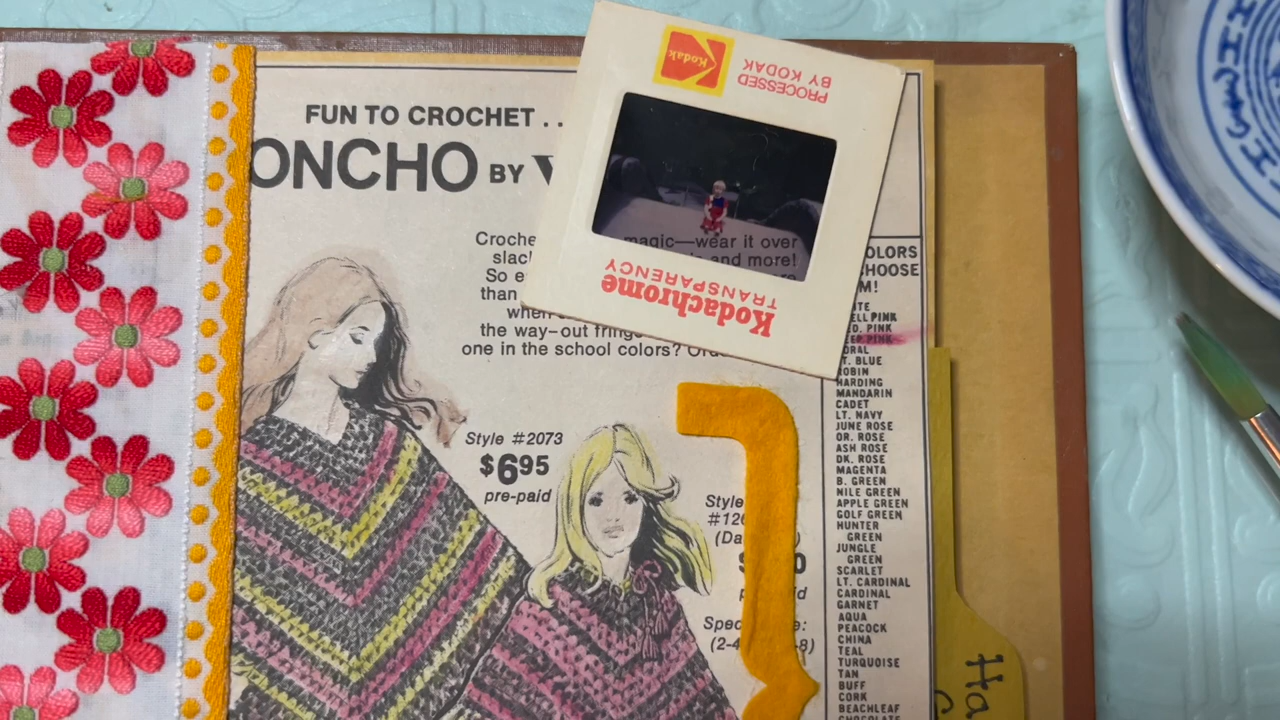 FUN TO CROCHET . .
ONCHO BY
Kodak
PROCESSED
BY KODAK
Kodachrome
TRANSPARENCY
Croche
magic—wear it over
slac
and more!
So e
than
when
the way–out fring
one in the school colors? Or
Style #2073
$6.95
pre-paid
Style
#12
(Da
Spec
(2-4
-8)
OLORS
CHOOSE
M!
ELL PINK
ED. PINK
EEP PINK
ORAL
T. BLUE
ROBIN
HARDING
MANDARIN
CADET
LT. NAVY
JUNE ROSE
OR. ROSE
ASH ROSE
DK. ROSE
MAGENTA
B. GREEN
NILE GREEN
APPLE GREEN
GOLF GREEN
HUNTER
GREEN
JUNGLE
GREEN
SCARLET
LT. CARDINAL
CARDINAL
GARNET
AQUA
PEACOCK
CHINA
TEAL
TURQUOISE
TAN
BUFF
CORK
BEACHLEAF
CHOCOLATE
Ha